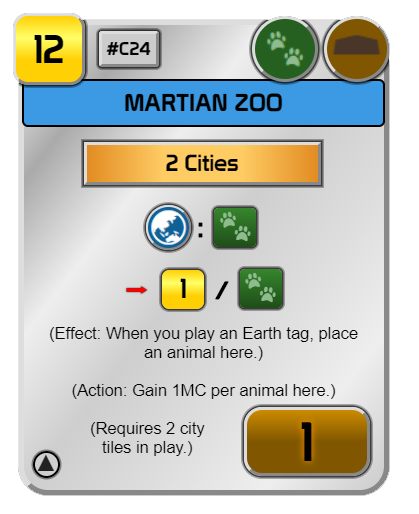 12
#C24
MARTIAN ZOO
2 Cities
:
1 /
(Effect: When you play an Earth tag, place
an animal here.)
(Action: Gain 1MC per animal here.)
(Requires 2 city
tiles in play.)
1